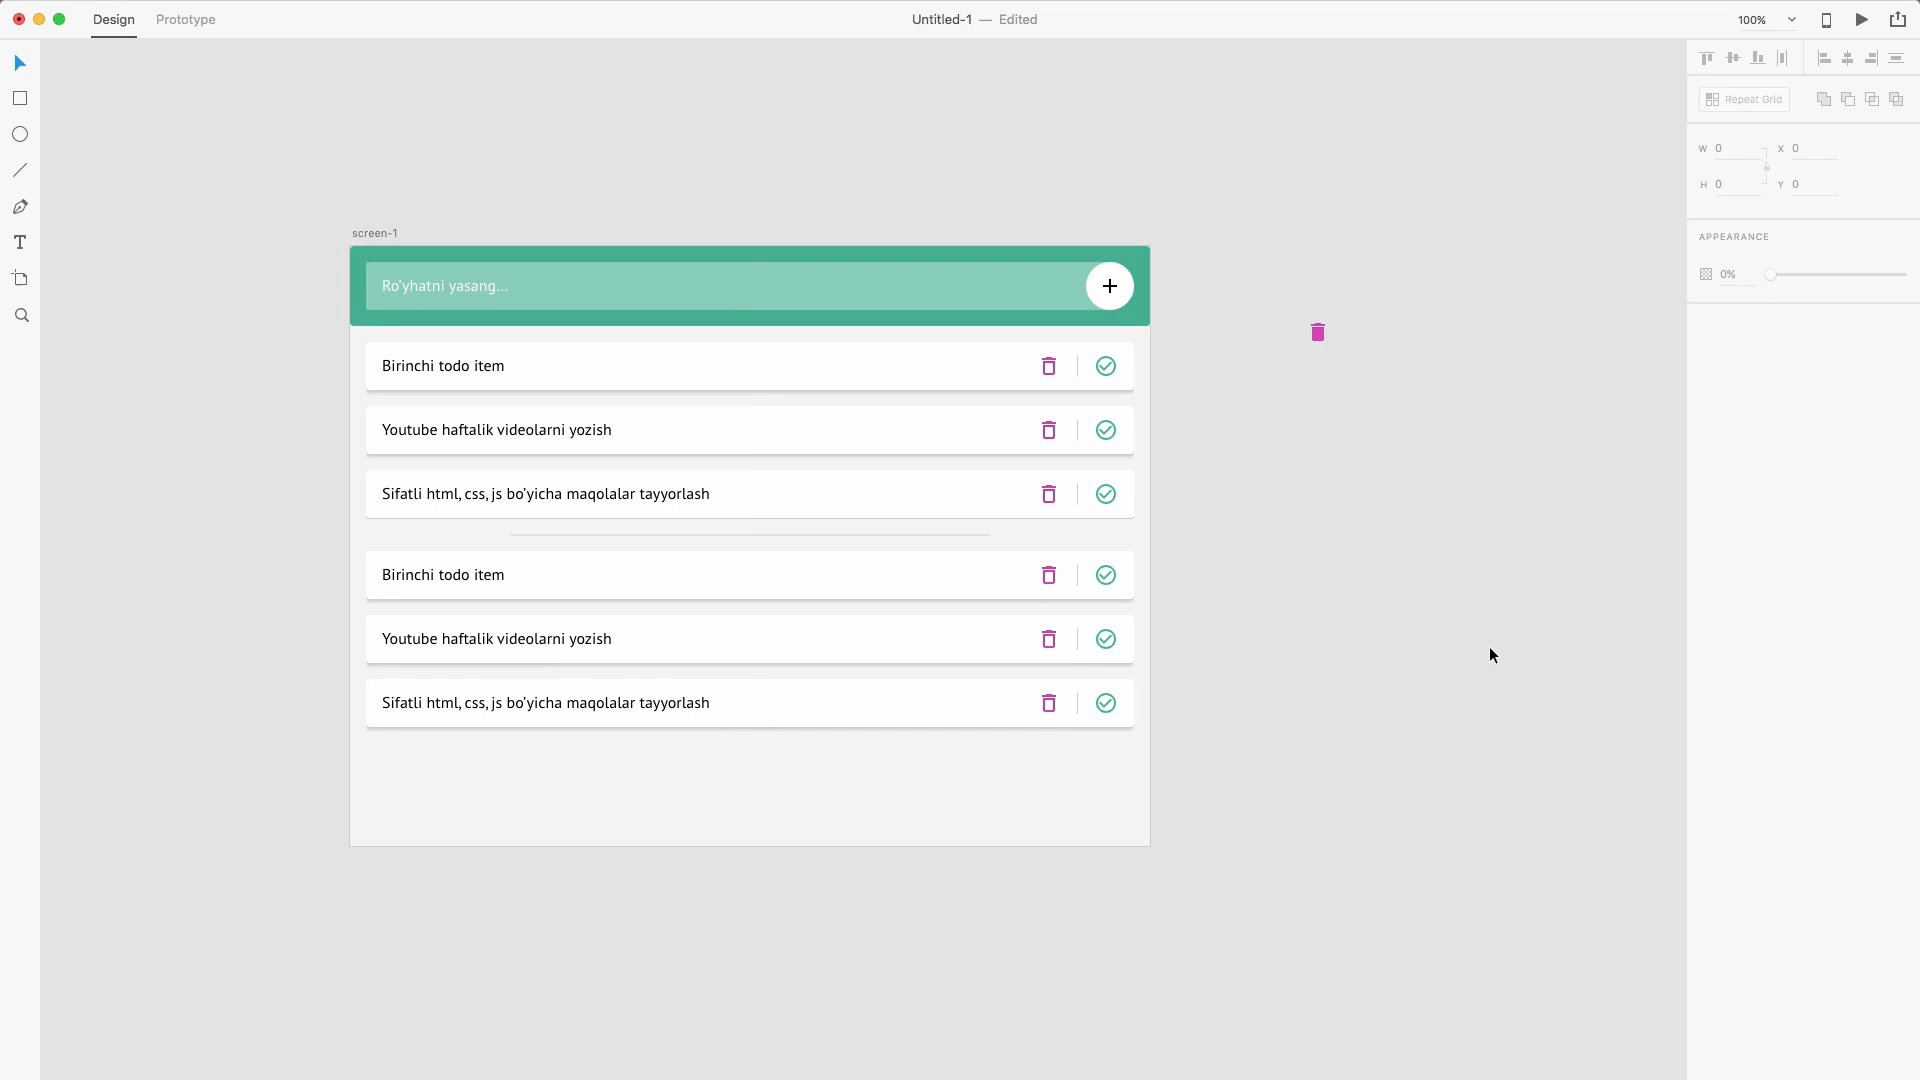 Design Prototype Untitled-1 — Edited 100%
Repeat Grid
W 0 X 0
H 0 Y 0
APPEARANCE
0%
screen-1
Ro'yhatni yasang...
Birinchi todo item
Youtube haftalik videolarni yozish
Sifatli html, css, js bo'yicha maqolalar tayyorlash
Birinchi todo item
Youtube haftalik videolarni yozish
Sifatli html, css, js bo'yicha maqolalar tayyorlash